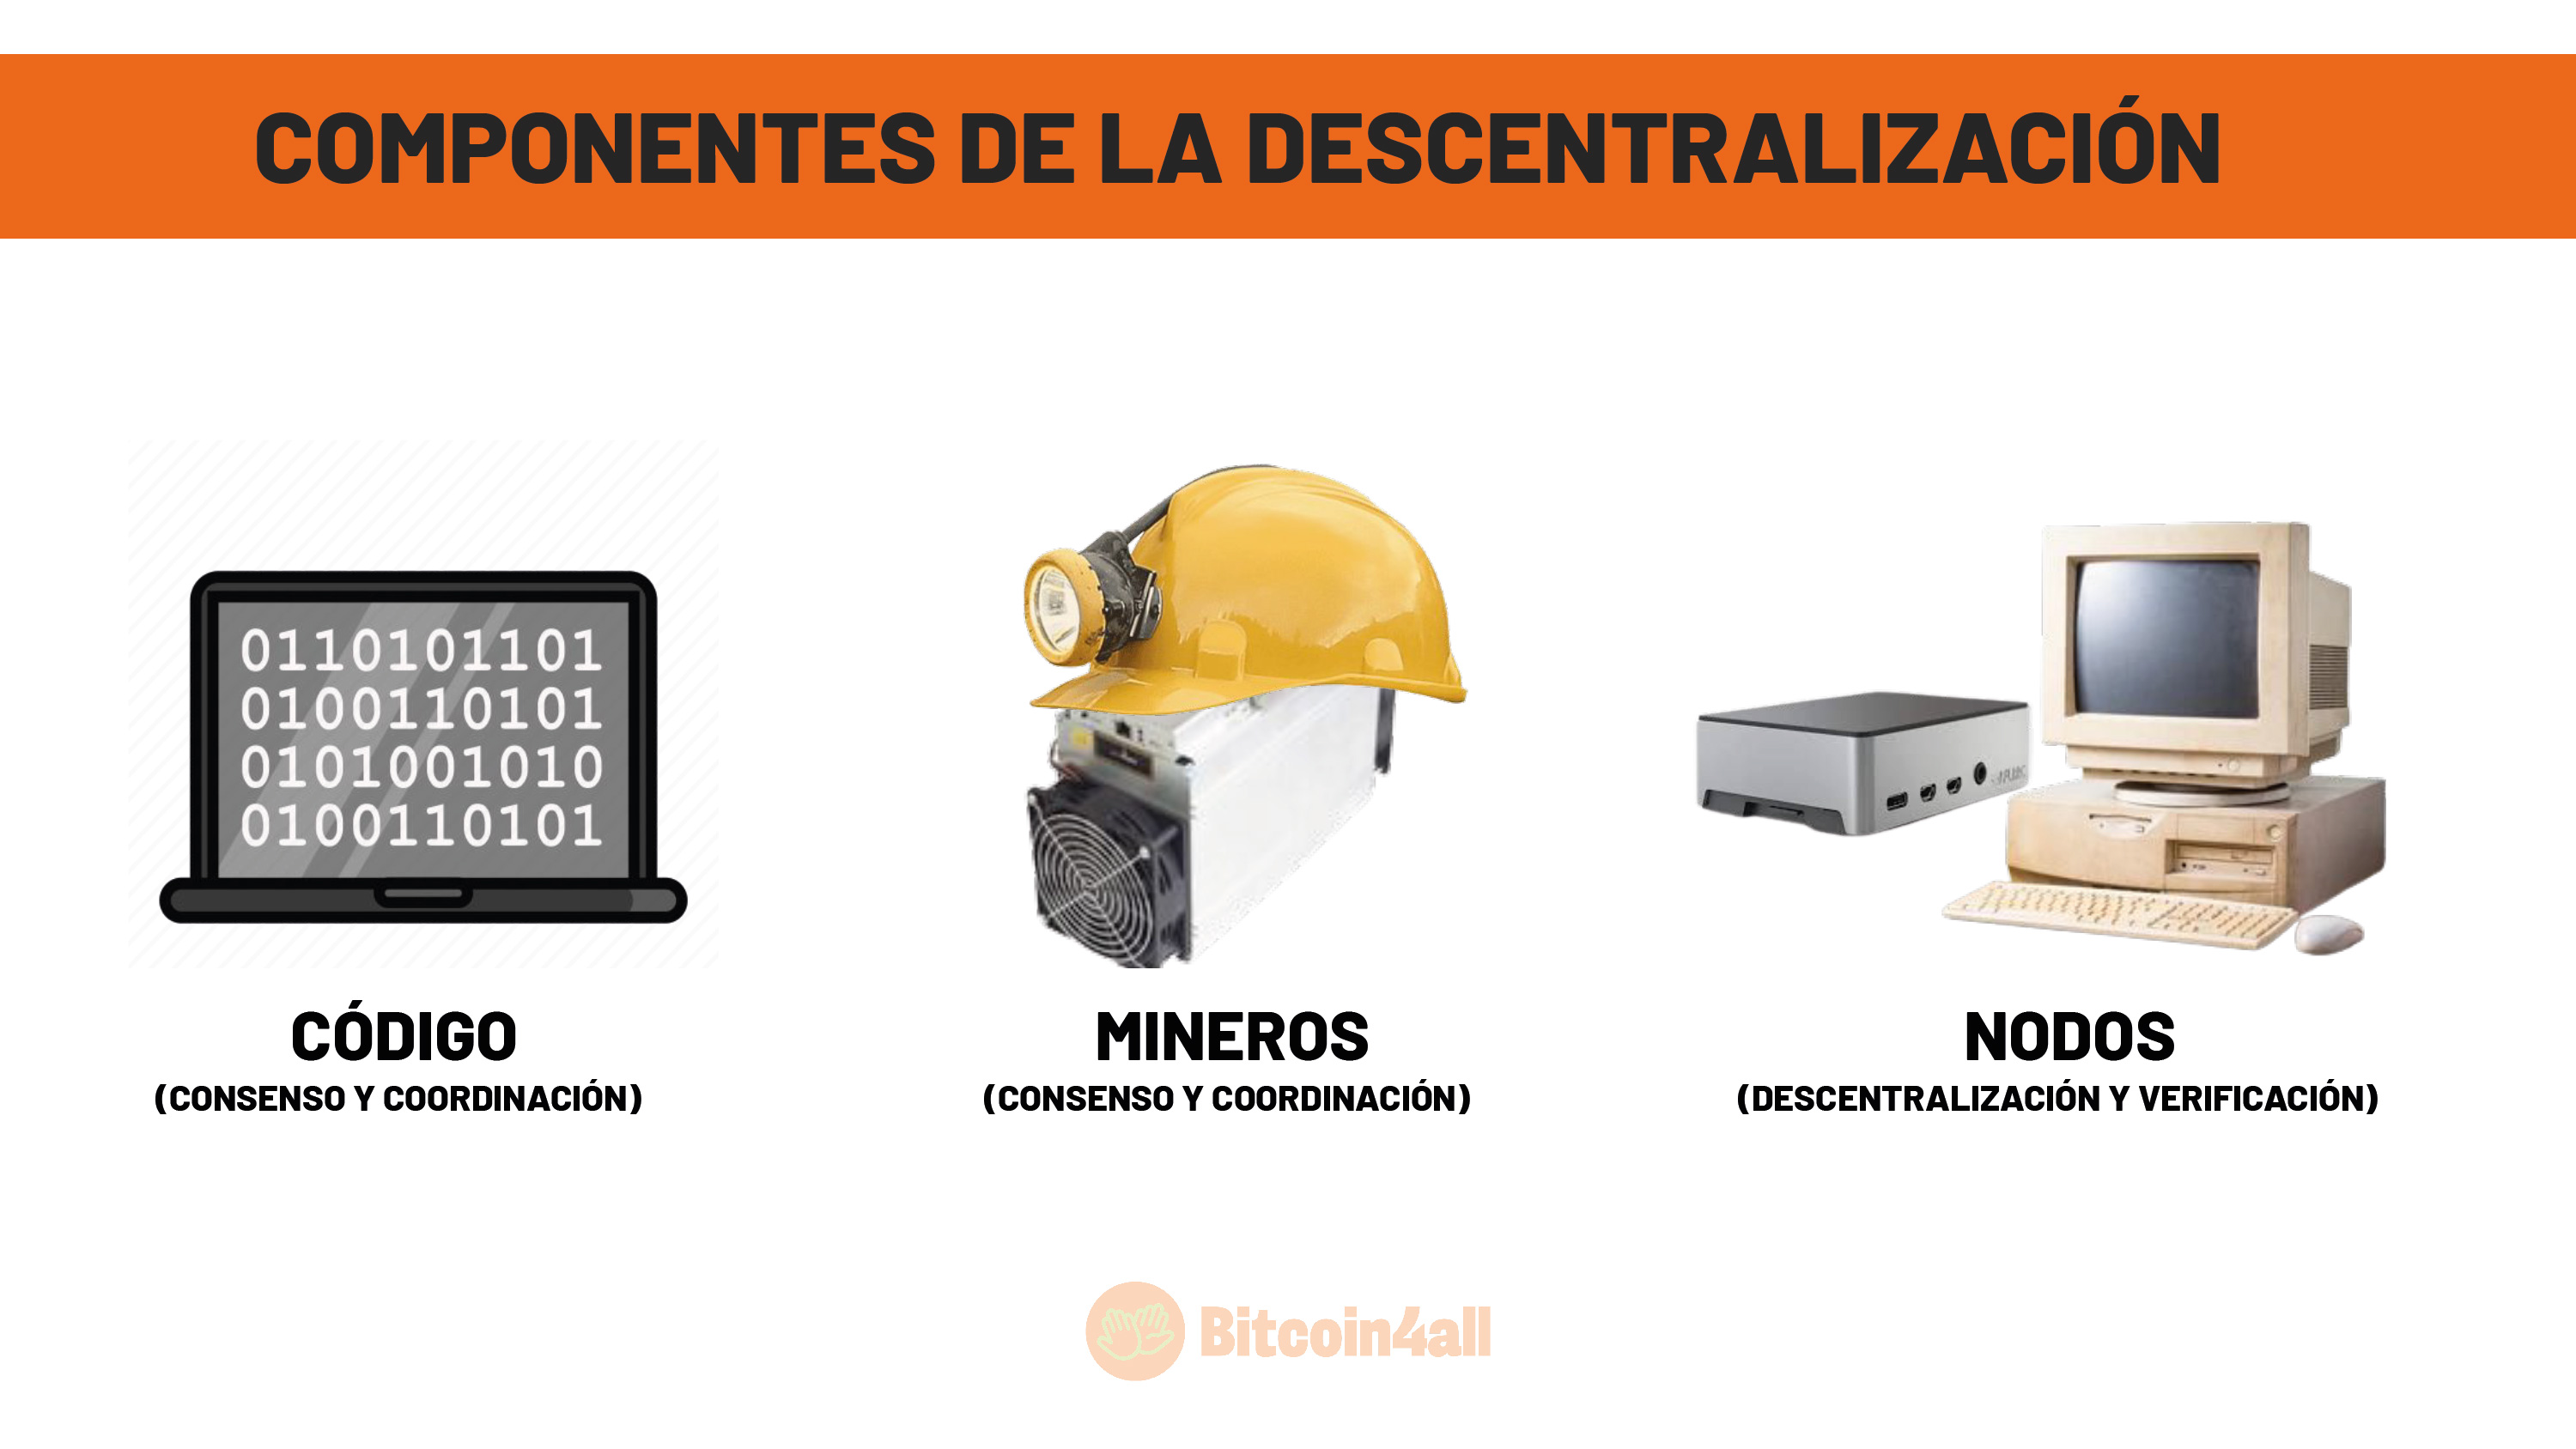 COMPONENTES DE LA DESCENTRALIZACIÓN
0110101101
0100110101
0101001010
0100110101
CÓDIGO
(CONSENSO Y COORDINACIÓN)
MINEROS
(CONSENSO Y COORDINACIÓN)
NODOS
(DESCENTRALIZACIÓN Y VERIFICACIÓN)
Bitcoin4all